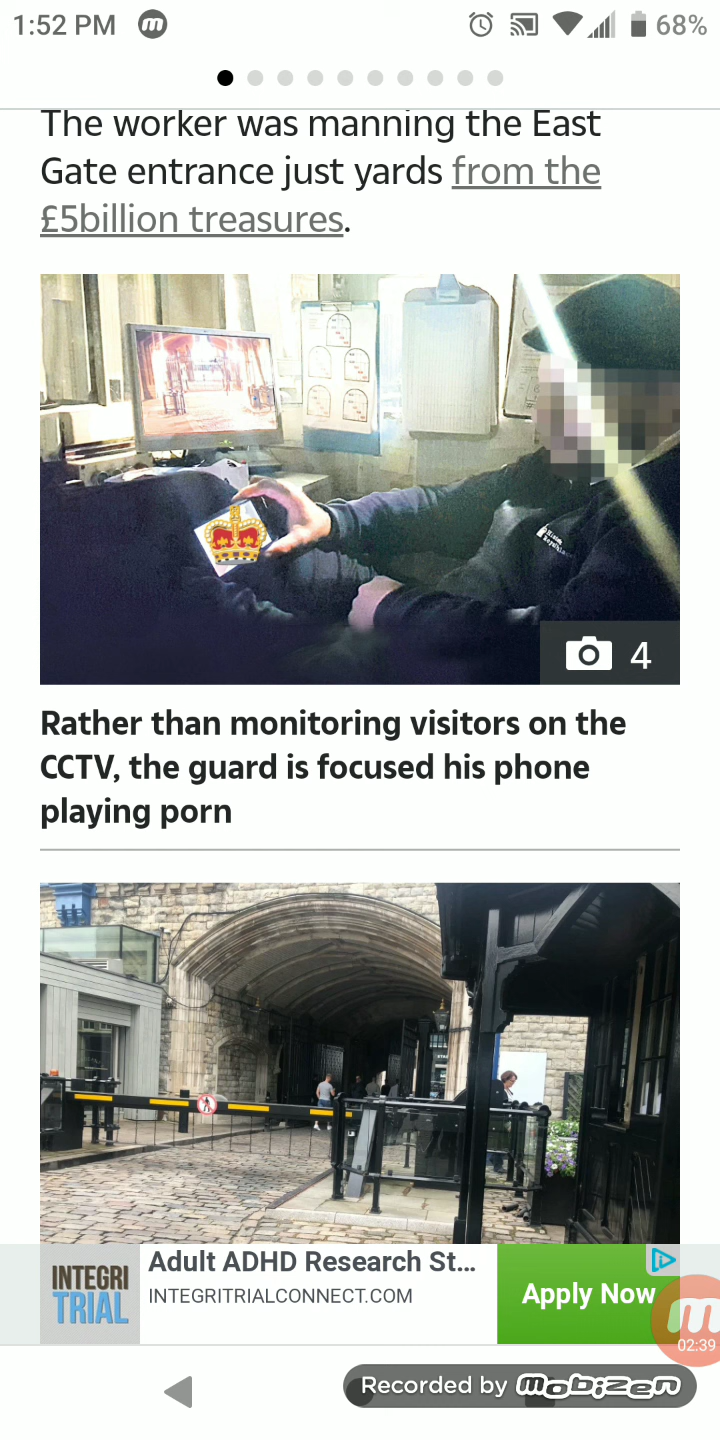 1:52 PM
68%
The worker was manning the East
Gate entrance just yards from the
£5billion treasures.
4
Rather than monitoring visitors on the
CCTV, the guard is focused his phone
playing porn
INTEGRI
TRIAL
Adult ADHD Research St...
INTEGRITRIALCONNECT.COM
Apply Now
02:39
Recorded by mobizen